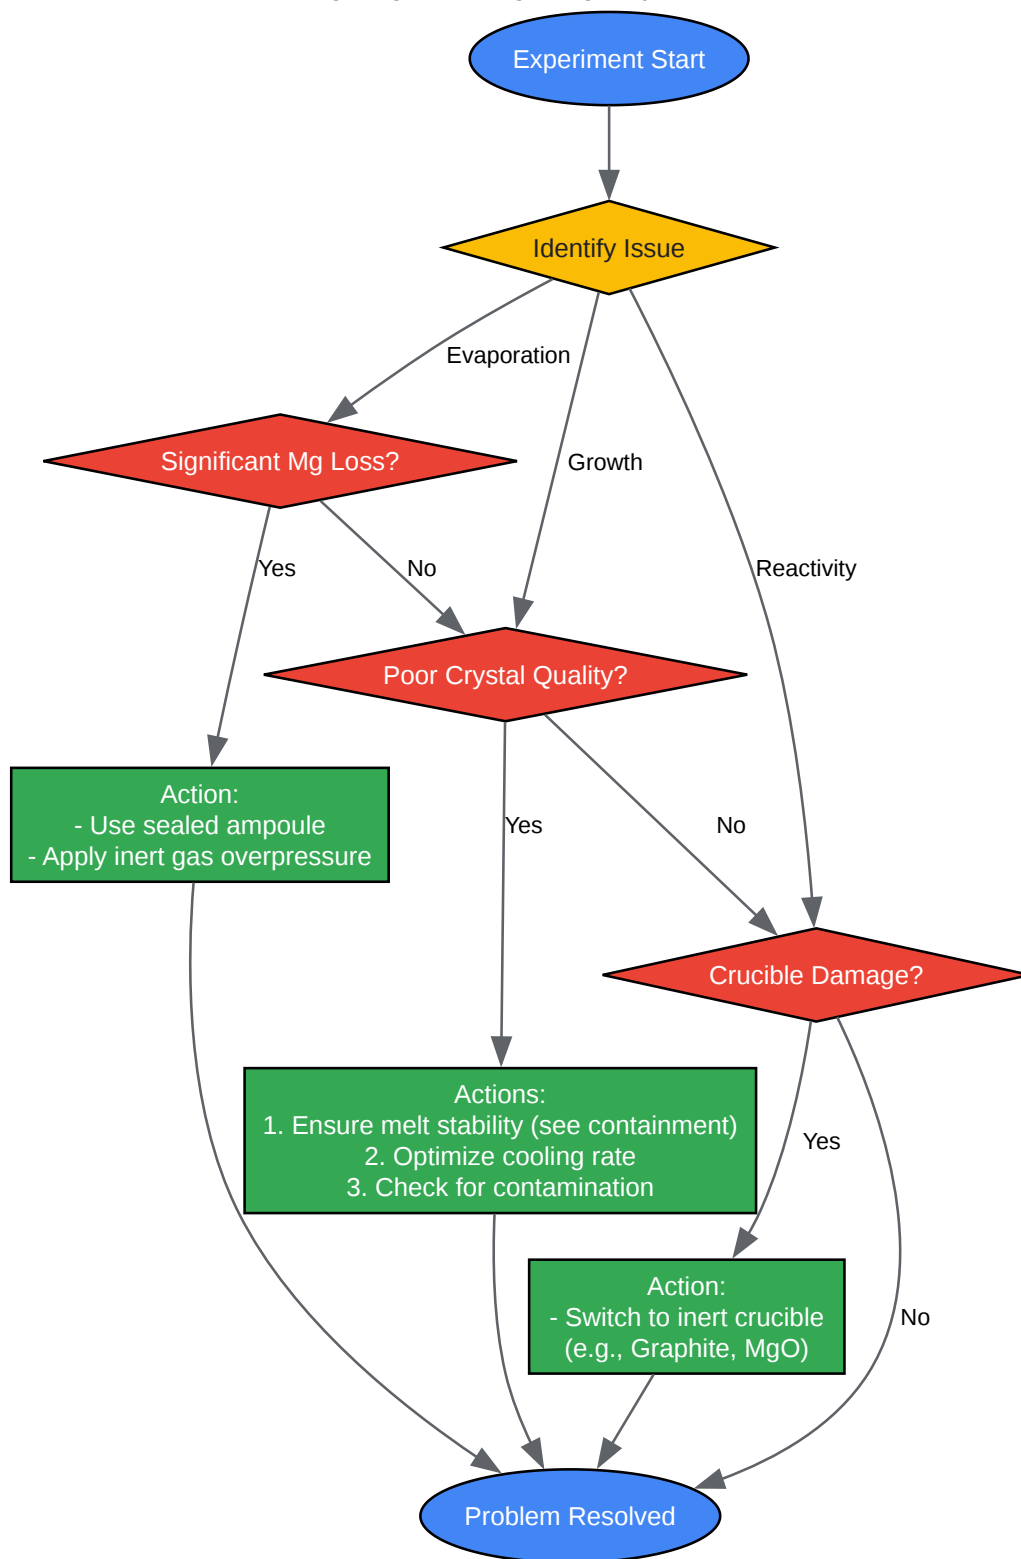 Experiment Start
Identify Issue
Evaporation
Significant Mg Loss?
Growth
Yes
No
Reactivity
Poor Crystal Quality?
Action:
- Use sealed ampoule
- Apply inert gas overpressure
Yes
No
Crucible Damage?
Actions:
1. Ensure melt stability (see containment)
2. Optimize cooling rate
3. Check for contamination
Yes
Action:
- Switch to inert crucible
(e.g., Graphite, MgO)
No
Problem Resolved